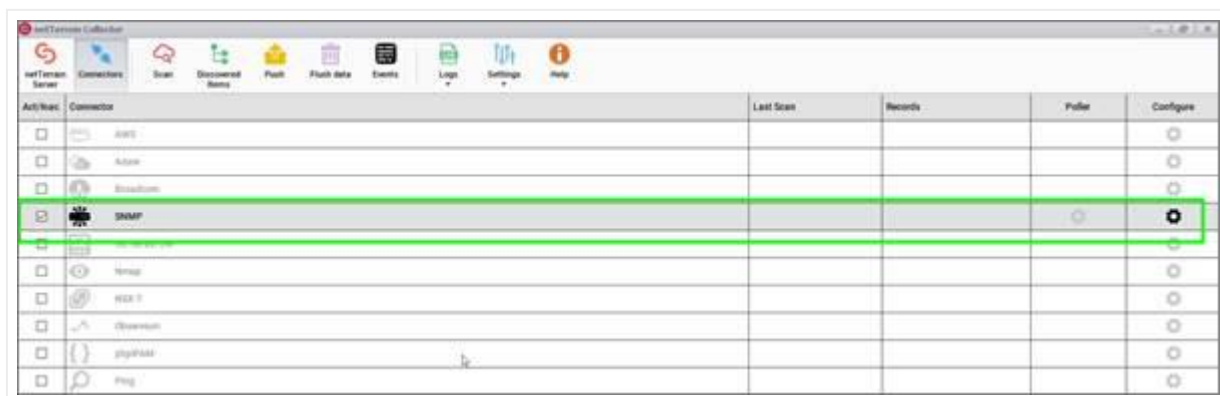 netTerrain Collector
netTerrain Server
Connectors
Scan
Discovered Items
Push
Flush data
Events
Logs
Settings
Help
Act/Inac Connector Last Scan Records Poller Configure
AWS
Azure
Broadcom
SNMP
Nmap
NSX-T
Observium
phpIPAM
Ping